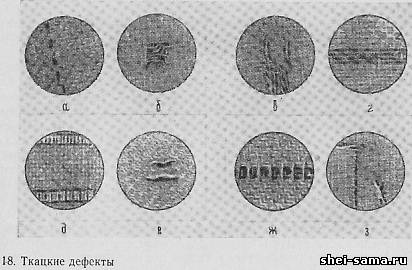 а б в г
д е ж з
18. Ткацкие дефекты
shei-sama.ru